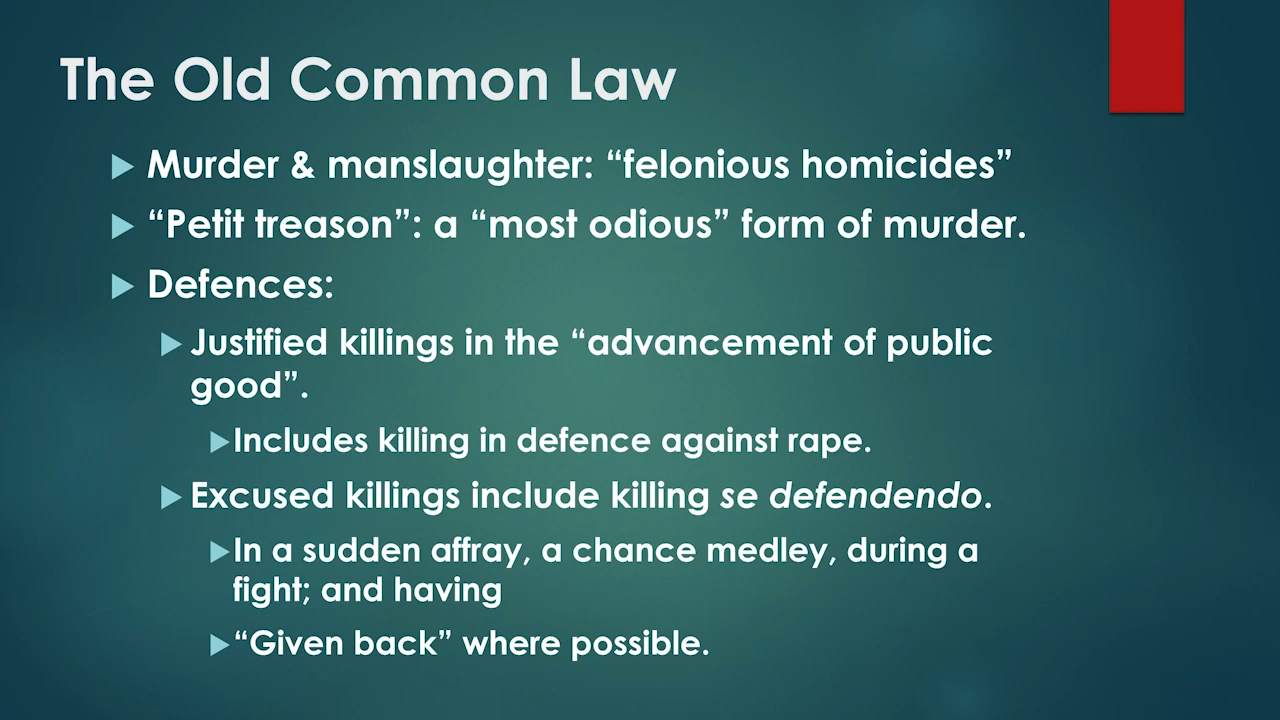 The Old Common Law
Murder & manslaughter: “felonious homicides”
“Petit treason”: a “most odious” form of murder.
Defences:
Justified killings in the “advancement of public
good”.
Includes killing in defence against rape.
Excused killings include killing se defendendo.
In a sudden affray, a chance medley, during a
fight; and having
“Given back” where possible.